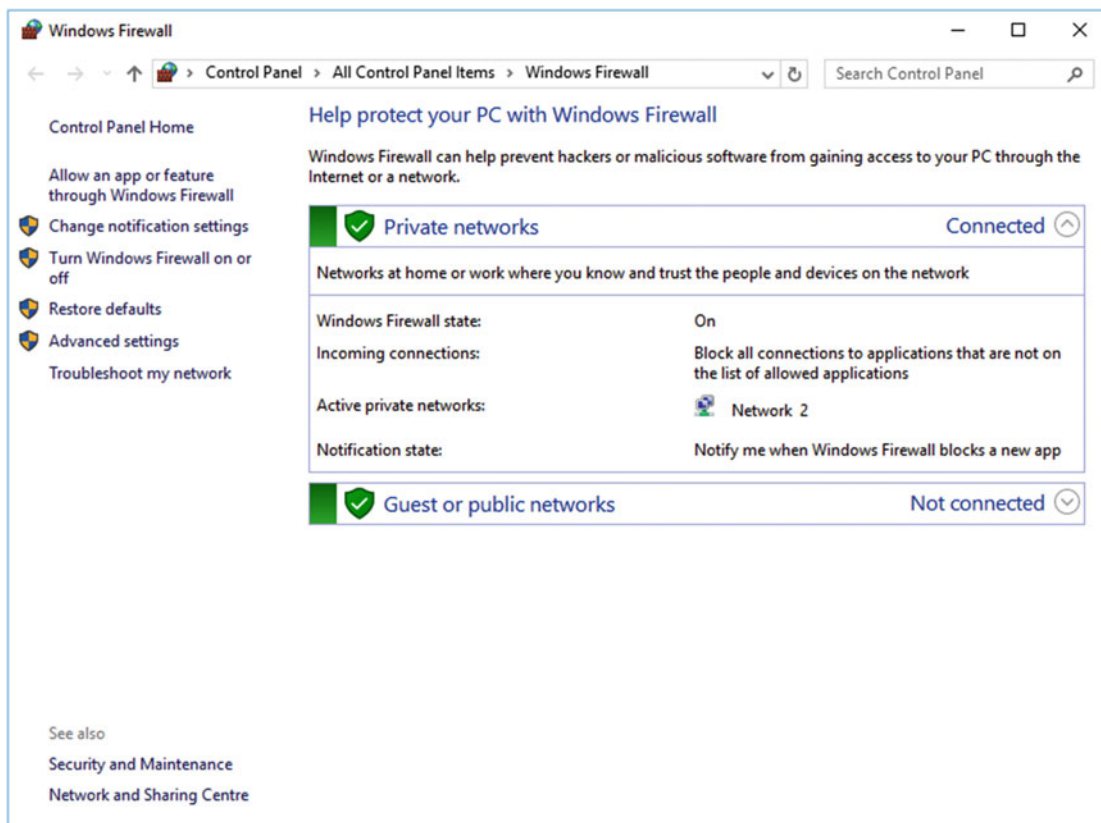 Windows Firewall
Control Panel > All Control Panel Items > Windows Firewall
Search Control Panel
Control Panel Home
Allow an app or feature
through Windows Firewall
Change notification settings
Turn Windows Firewall on or
off
Restore defaults
Advanced settings
Troubleshoot my network
Help protect your PC with Windows Firewall
Windows Firewall can help prevent hackers or malicious software from gaining access to your PC through the
Internet or a network.
Private networks
Connected
Networks at home or work where you know and trust the people and devices on the network
Windows Firewall state:
On
Incoming connections:
Block all connections to applications that are not on
the list of allowed applications
Active private networks:
Network 2
Notification state:
Notify me when Windows Firewall blocks a new app
Guest or public networks
Not connected
See also
Security and Maintenance
Network and Sharing Centre